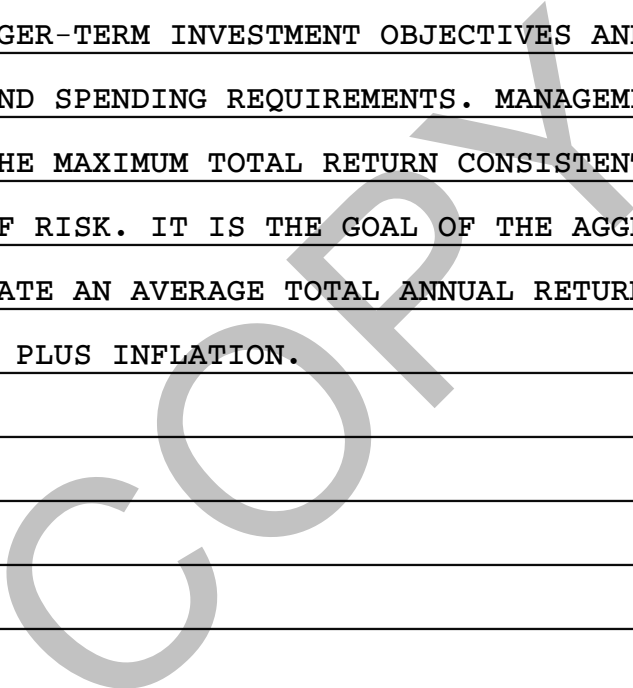 GER-TERM INVESTMENT OBJECTIVES AN
ND SPENDING REQUIREMENTS. MANAGEM
HE MAXIMUM TOTAL RETURN CONSISTENT
F RISK. IT IS THE GOAL OF THE AGG
ATE AN AVERAGE TOTAL ANNUAL RETUR
PLUS INFLATION.
COPY